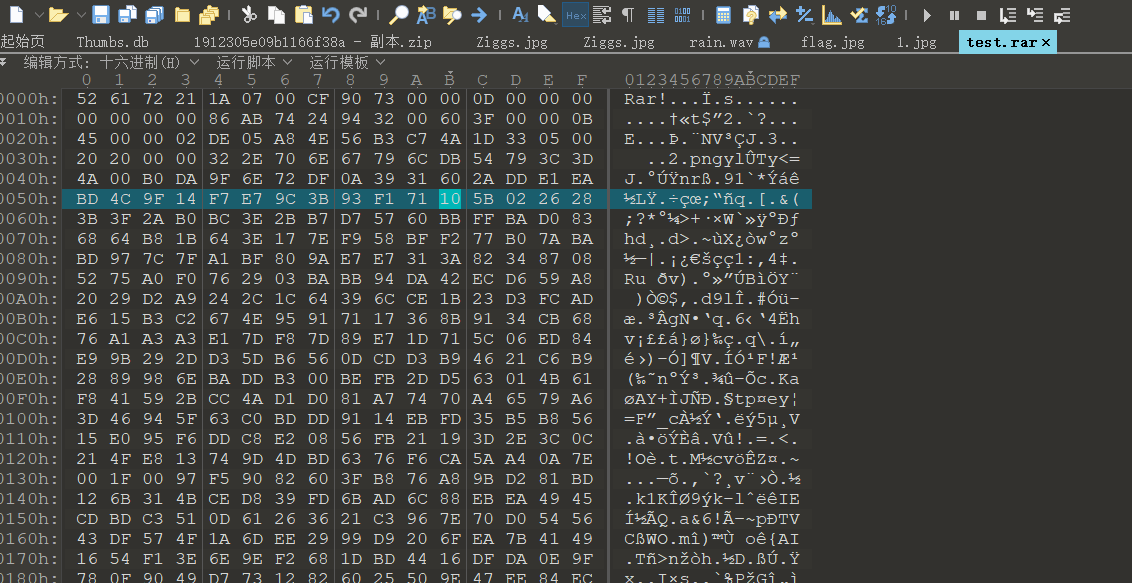 起始页 Thumbs.db 1912305e09b1166f38a - 副本.zip Ziggs.jpg Ziggs.jpg rain.wav flag.jpg 1.jpg test.rar ×
编辑方式: 十六进制(H) 运行脚本 运行模板
0 1 2 3 4 5 6 7 8 9 A B C D E F 0123456789ABCDEF
0000h: 52 61 72 21 1A 07 00 CF 90 73 00 00 0D 00 00 00 Rar!...Ï.s......
0010h: 00 00 00 00 86 AB 74 24 94 32 00 60 3F 00 00 0B ....†«t$”2.`?...
0020h: 45 00 00 02 DE 05 A8 4E 56 B3 C7 4A 1D 33 05 00 E...Þ.¨NV³ÇJ.3..
0030h: 20 20 00 00 32 2E 70 6E 67 79 6C DB 54 79 3C 3D ..2.pngylÛTy<=
0040h: 4A 00 B0 DA 9F 6E 72 DF 0A 39 31 60 2A DD E1 EA J.°ÚŸnrß.91`*Ýáê
0050h: BD 4C 9F 14 F7 E7 9C 3B 93 F1 71 10 5B 02 26 28 ½LŸ.÷çœ;“ñq.[.&(
0060h: 3B 3F 2A B0 BC 3E 2B B7 D7 57 60 BB FF BA D0 83 ;?*°¼>+·×W`»ÿºÐƒ
0070h: 68 64 B8 1B 64 3E 17 7E F9 58 BF F2 77 B0 7A BA hd¸.d>.~ùX¿òw°zº
0080h: BD 97 7C 7F A1 BF 80 9A E7 E7 31 3A 82 34 87 08 ½—|.¡¿€šçç1:‚4‡.
0090h: 52 75 A0 F0 76 29 03 BA BB 94 DA 42 EC D6 59 A8 Ru ðv).º»”ÚBìÖY¨
00A0h: 20 29 D2 A9 24 2C 1C 64 39 6C CE 1B 23 D3 FC AD )Ò©$,.d9lÎ.#Óü-
00B0h: E6 15 B3 C2 67 4E 95 91 71 17 36 8B 91 34 CB 68 æ.³ÂgN•‘q.6‹‘4Ëh
00C0h: 76 A1 A3 A3 E1 7D F8 7D 89 E7 1D 71 5C 06 ED 84 v¡££á}ø}‰ç.q\.í„
00D0h: E9 9B 29 2D D3 5D B6 56 0D CD D3 B9 46 21 C6 B9 é›)-Ó]¶V.ÍÓ¹F!Æ¹
00E0h: 28 89 98 6E BA DD B3 00 BE FB 2D D5 63 01 4B 61 (‰˜nºÝ³.¾û-Õc.Ka
00F0h: F8 41 59 2B CC 4A D1 D0 81 A7 74 70 A4 65 79 A6 øAY+ÌJÑÐ.§tp¤ey¦
0100h: 3D 46 94 5F 63 C0 BD DD 91 14 EB FD 35 B5 B8 56 =F”_cÀ½Ý‘.ëý5µ¸V
0110h: 15 E0 95 F6 DD C8 E2 08 56 FB 21 19 3D 2E 3C 0C .à•öÝÈâ.Vû!.=.<.
0120h: 21 4F E8 13 74 9D 4D BD 63 76 F6 CA 5A A4 0A 7E !Oè.t.M½cvöÊZ¤.~
0130h: 00 1F 00 97 F5 90 82 60 3F B8 76 A8 9B D2 81 BD ...—õ.‚`?¸v¨›Ò.½
0140h: 12 6B 31 4B CE D8 39 FD 6B AD 6C 88 EB EA 49 45 .k1KÎØ9ýk-lˆëêIE
0150h: CD BD C3 51 0D 61 26 36 21 C3 96 7E 70 D0 54 56 Í½ÃQ.a&6!Ã–~pÐTV
0160h: 43 DF 57 4F 1A 6D EE 29 99 D9 20 6F EA 7B 41 49 CßWO.mî)™Ù oê{AI
0170h: 16 54 F1 3E 6E 9E F2 68 1D BD 44 16 DF DA 0E 9F .Tñ>nžòh.½D.ßÚ.Ÿ
0180h: 78 0F 90 49 D7 73 12 82 60 25 50 9E 47 EE 84 EC x..I×s.‚`%PžGî„ì